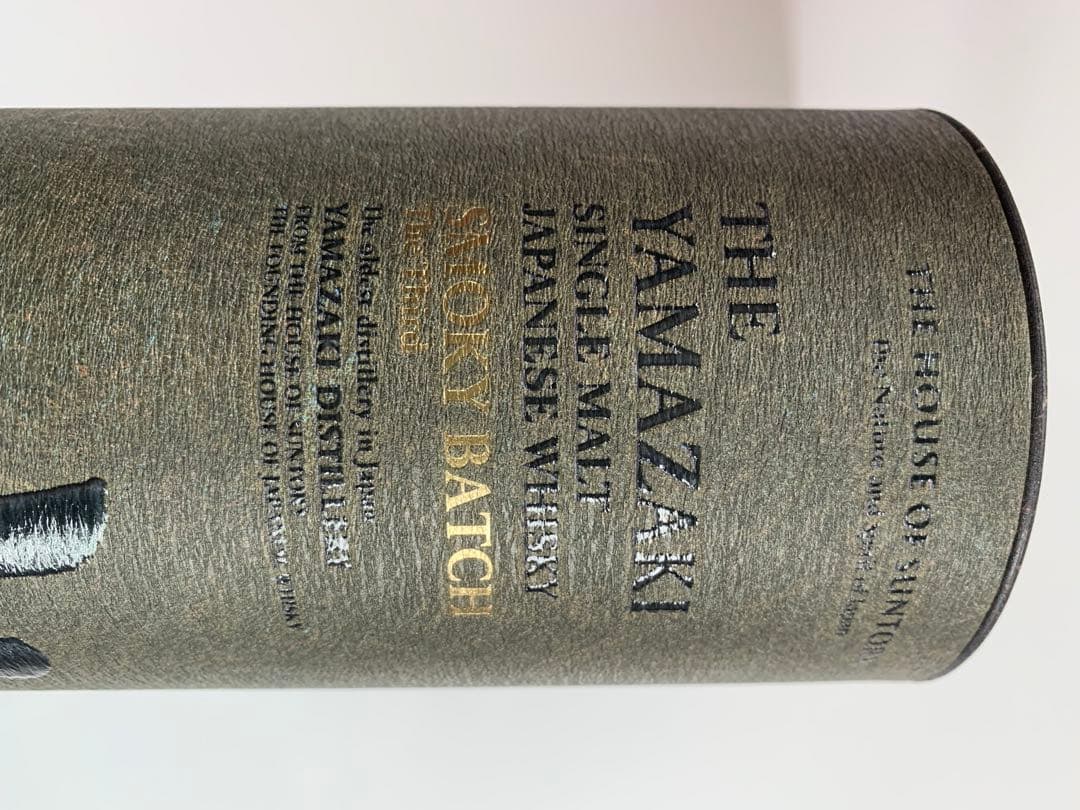 THE HOUSE OF SUNTORY
The Nature and Spirit of Japan
THE
YAMAZAKI
SINGLE MALT
JAPANESE WHISKY
SMOKY BATCH
The Third
The oldest distillery in Japan
YAMAZAKI DISTILLERY
FROM THE HOUSE OF SUNTORY
THE FOUNDING HOUSE OF JAPANESE WHISKY